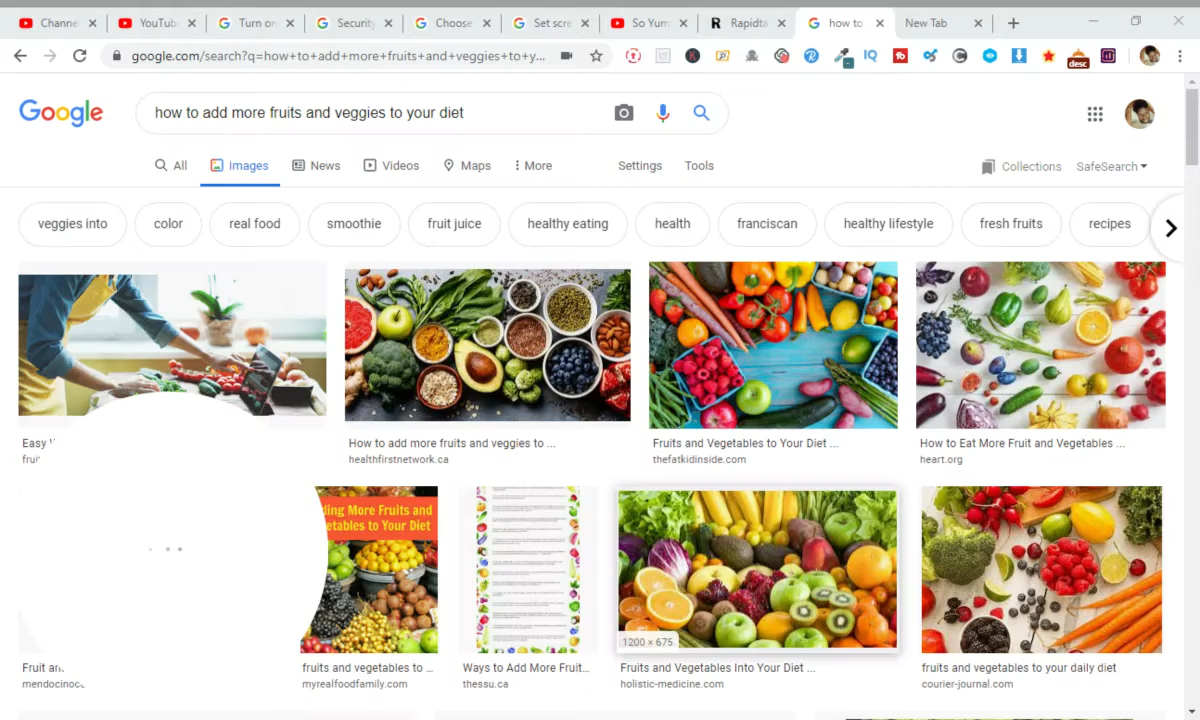 Channe
YouTub
Turn on
Security
Choose
Set scre
So Yum
Rapidta
how to
New Tab
google.com/search?q=how+to+add+more+fruits+and+veggies+to+y...
desc
Google
how to add more fruits and veggies to your diet
All
Images
News
Videos
Maps
More
Settings
Tools
Collections
SafeSearch
veggies into
color
real food
smoothie
fruit juice
healthy eating
health
franciscan
healthy lifestyle
fresh fruits
recipes
Easy
How to add more fruits and veggies to ...
healthfirstnetwork.ca
Fruits and Vegetables to Your Diet ...
thefatkidinside.com
How to Eat More Fruit and Vegetables ...
heart.org
ding More Fruits and
etables to Your Diet
1200 × 675
Fruit an
mendocinoc
fruits and vegetables to ...
myrealfoodfamily.com
Ways to Add More Fruit...
thessu.ca
Fruits and Vegetables Into Your Diet ...
holistic-medicine.com
fruits and vegetables to your daily diet
courier-journal.com